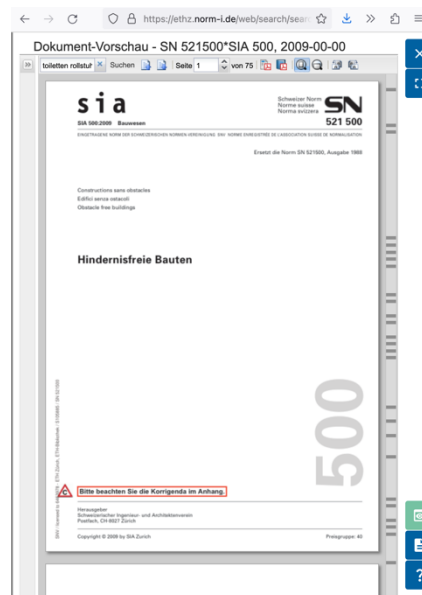 https://ethz.norm-i.de/web/search/sear
Dokument-Vorschau - SN 521500*SIA 500, 2009-00-00
toiletten rollstuh
Suchen
Seite 1 von 75
sia
SIA 500:2009 Bauwesen
Schweizer Norm
Norme suisse
Norma svizzera
SN
521 500
EINGETRAGENE NORM DER SCHWEIZERISCHEN NORMEN-VEREINIGUNG SNV NORME ENREGISTRÉE DE L'ASSOCIATION SUISSE DE NORMALISATION
Ersetzt die Norm SN 521500, Ausgabe 1988
Constructions sans obstacles
Edifici senza ostacoli
Obstacle free buildings
Hindernisfreie Bauten
500
C
Bitte beachten Sie die Korrigenda im Anhang.
Herausgeber
Schweizerischer Ingenieur- und Architektenverein
Postfach, CH-8027 Zürich
Copyright © 2009 by SIA Zurich
Preisgruppe: 40